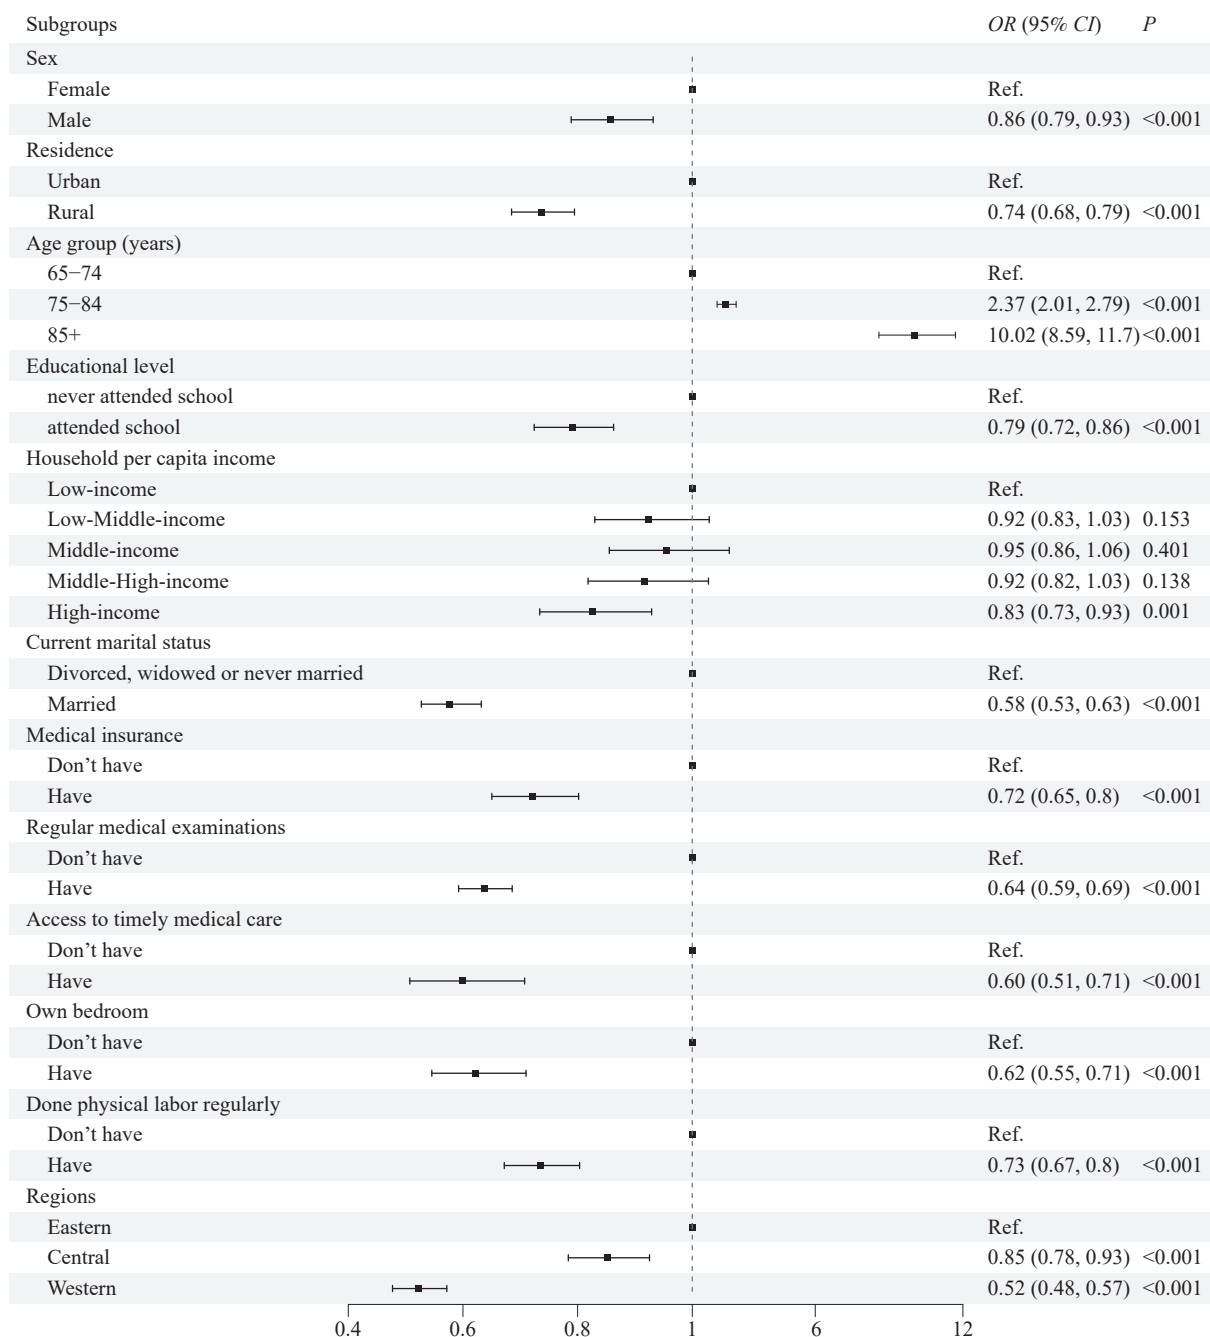 Subgroups OR (95% CI) P
Sex
Female Ref.
Male 0.86 (0.79, 0.93) <0.001
Residence
Urban Ref.
Rural 0.74 (0.68, 0.79) <0.001
Age group (years)
65−74 Ref.
75−84 2.37 (2.01, 2.79) <0.001
85+ 10.02 (8.59, 11.7) <0.001
Educational level
never attended school Ref.
attended school 0.79 (0.72, 0.86) <0.001
Household per capita income
Low-income Ref.
Low-Middle-income 0.92 (0.83, 1.03) 0.153
Middle-income 0.95 (0.86, 1.06) 0.401
Middle-High-income 0.92 (0.82, 1.03) 0.138
High-income 0.83 (0.73, 0.93) 0.001
Current marital status
Divorced, widowed or never married Ref.
Married 0.58 (0.53, 0.63) <0.001
Medical insurance
Don’t have Ref.
Have 0.72 (0.65, 0.8) <0.001
Regular medical examinations
Don’t have Ref.
Have 0.64 (0.59, 0.69) <0.001
Access to timely medical care
Don’t have Ref.
Have 0.60 (0.51, 0.71) <0.001
Own bedroom
Don’t have Ref.
Have 0.62 (0.55, 0.71) <0.001
Done physical labor regularly
Don’t have Ref.
Have 0.73 (0.67, 0.8) <0.001
Regions
Eastern Ref.
Central 0.85 (0.78, 0.93) <0.001
Western 0.52 (0.48, 0.57) <0.001
0.4 0.6 0.8 1 6 12